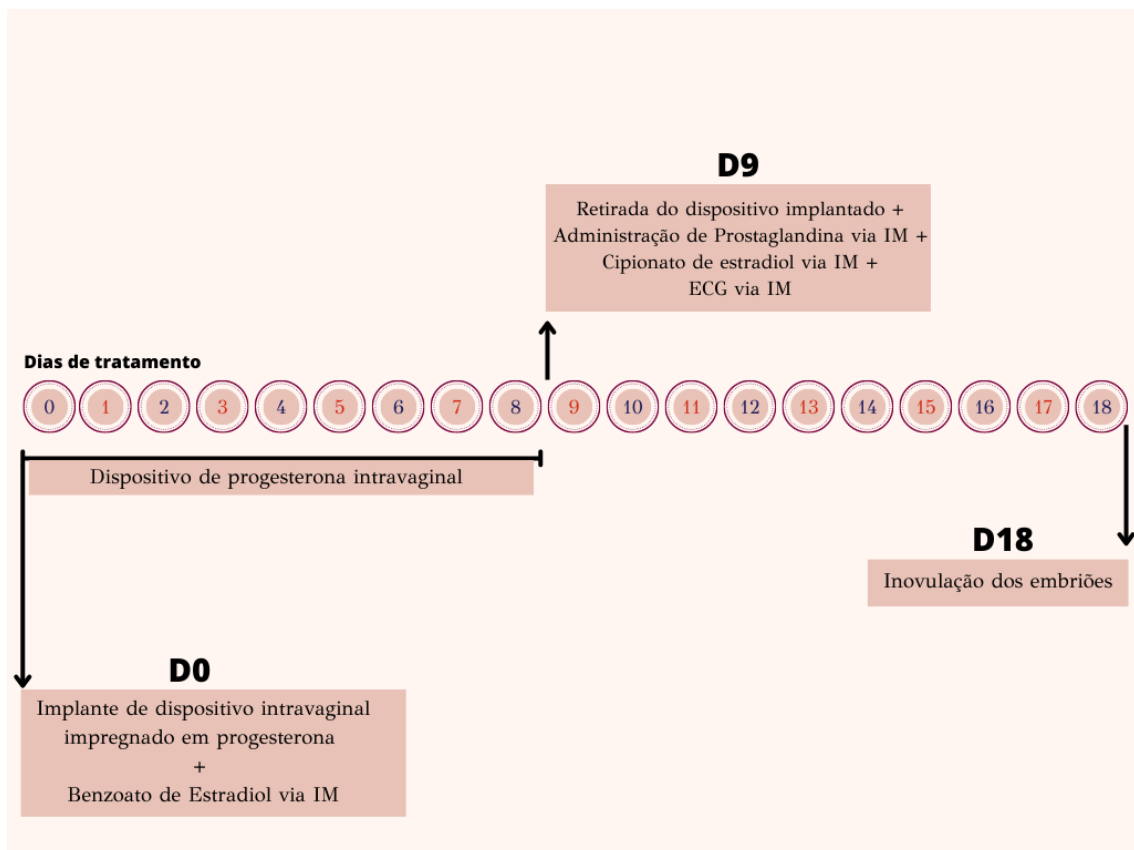 D9
Retirada do dispositivo implantado +
Administração de Prostaglandina via IM +
Cipionato de estradiol via IM +
ECG via IM
Dias de tratamento
0 1 2 3 4 5 6 7 8 9 10 11 12 13 14 15 16 17 18
Dispositivo de progesterona intravaginal
D18
Inovulação dos embriões
D0
Implante de dispositivo intravaginal
impregnado em progesterona
+
Benzoato de Estradiol via IM